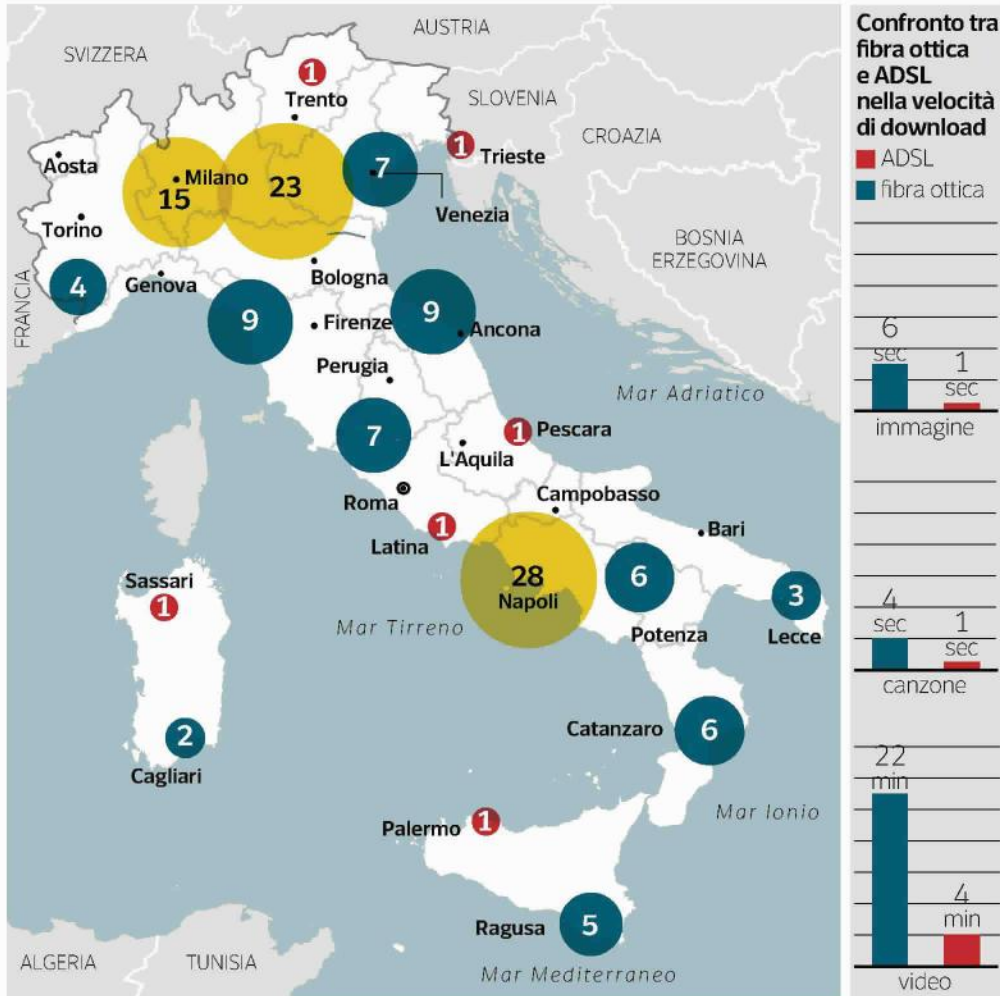 AUSTRIA
SVIZZERA
1
Trento
SLOVENIA
CROAZIA
1
Trieste
Aosta
7
Milano
23
15
Venezia
Torino
BOSNIA
ERZEGOVINA
Bologna
Genova
4
FRANCIA
9
Firenze
9
Ancona
Perugia
Mar Adriatico
7
1
Pescara
L'Aquila
Roma
Campobasso
1
Latina
Bari
28
Napoli
6
Sassari
1
3
Mar Tirreno
Potenza
Lecce
Catanzaro
6
2
Cagliari
Mar Ionio
Palermo
1
Ragusa
5
ALGERIA
TUNISIA
Mar Mediterraneo
Confronto tra
fibra ottica
e ADSL
nella velocità
di download
ADSL
fibra ottica
6
sec
1
sec
immagine
4
sec
1
sec
canzone
22
min
4
min
video